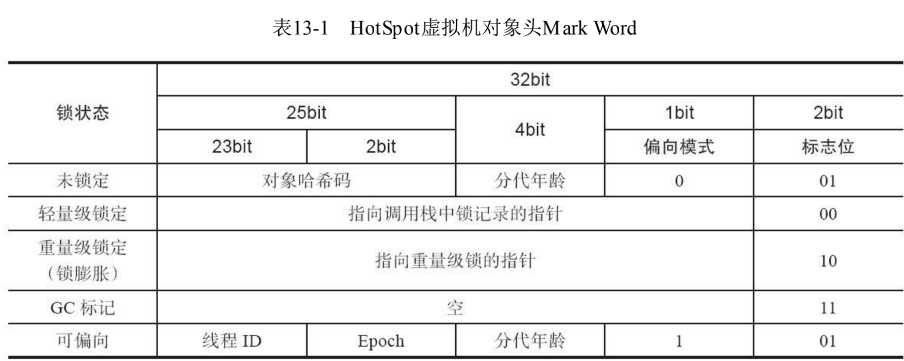 表13-1 HotSpot虚拟机对象头Mark Word
锁状态 32bit
25bit 4bit 1bit 2bit
23bit 2bit 偏向模式 标志位
未锁定 对象哈希码 分代年龄 0 01
轻量级锁定 指向调用栈中锁记录的指针 00
重量级锁定
（锁膨胀） 指向重量级锁的指针 10
GC 标记 空 11
可偏向 线程 ID Epoch 分代年龄 1 01